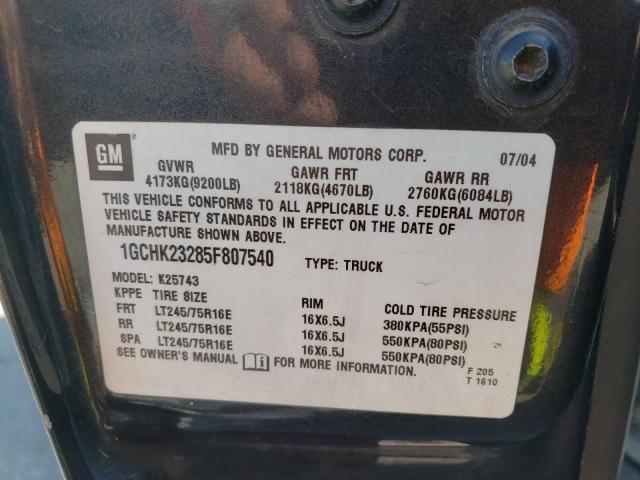 GM
MFD BY GENERAL MOTORS CORP. 07/04
GVWR GAWR FRT GAWR RR
4173KG(9200LB) 2118KG(4670LB) 2760KG(6084LB)
THIS VEHICLE CONFORMS TO ALL APPLICABLE U.S. FEDERAL MOTOR
VEHICLE SAFETY STANDARDS IN EFFECT ON THE DATE OF
MANUFACTURE SHOWN ABOVE.
1GCHK23285F807540 TYPE: TRUCK
MODEL: K25743
KPPE TIRE SIZE RIM COLD TIRE PRESSURE
FRT LT245/75R16E 16X6.5J 380KPA(55PSI)
RR LT245/75R16E 16X6.5J 550KPA(80PSI)
SPA LT245/75R16E 16X6.5J 550KPA(80PSI)
SEE OWNER'S MANUAL i FOR MORE INFORMATION. F 205
T 1610